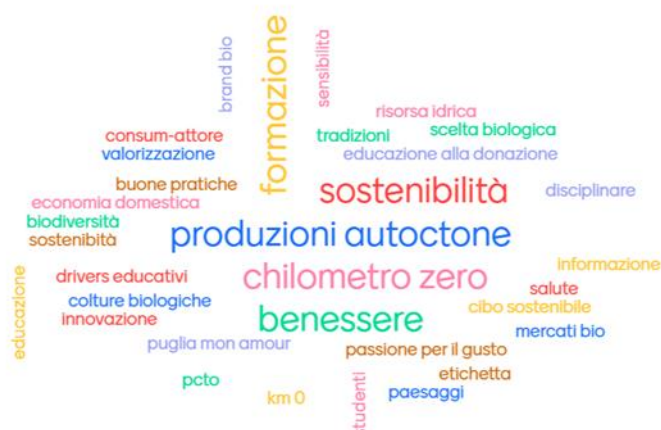 brand bio
formazione
sensibilità
risorsa idrica
consum-attore
tradizioni
scelta biologica
valorizzazione
educazione alla donazione
buone pratiche
sostenibilità
disciplinare
economia domestica
biodiversità
produzioni autoctone
sostenibità
informazione
drivers educativi
chilometro zero
salute
educazione
colture biologiche
cibo sostenibile
innovazione
benessere
mercati bio
puglia mon amour
passione per il gusto
etichetta
pcto
km 0
studenti
paesaggi